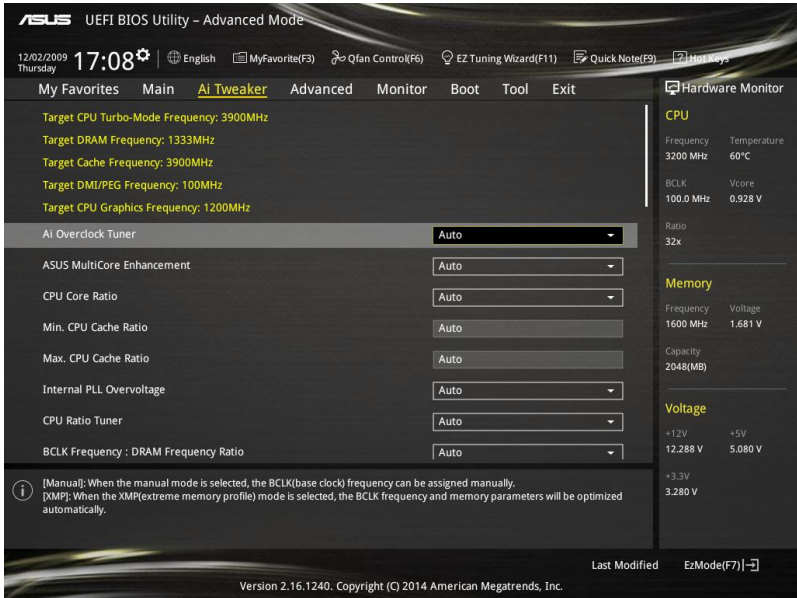 ASUS UEFI BIOS Utility – Advanced Mode
12/02/2009
Thursday
17:08
English
MyFavorite(F3)
Qfan Control(F6)
EZ Tuning Wizard(F11)
Quick Note(F9)
? Hot Keys
My Favorites Main Ai Tweaker Advanced Monitor Boot Tool Exit
Target CPU Turbo-Mode Frequency: 3900MHz
Target DRAM Frequency: 1333MHz
Target Cache Frequency: 3900MHz
Target DMI/PEG Frequency: 100MHz
Target CPU Graphics Frequency: 1200MHz
Ai Overclock Tuner Auto
ASUS MultiCore Enhancement Auto
CPU Core Ratio Auto
Min. CPU Cache Ratio Auto
Max. CPU Cache Ratio Auto
Internal PLL Overvoltage Auto
CPU Ratio Tuner Auto
BCLK Frequency : DRAM Frequency Ratio Auto
[Manual]: When the manual mode is selected, the BCLK(base clock) frequency can be assigned manually.
[XMP]: When the XMP(extreme memory profile) mode is selected, the BCLK frequency and memory parameters will be optimized
automatically.
Hardware Monitor
CPU
Frequency Temperature
3200 MHz 60°C
BCLK Vcore
100.0 MHz 0.928 V
Ratio
32x
Memory
Frequency Voltage
1600 MHz 1.681 V
Capacity
2048(MB)
Voltage
+12V +5V
12.288 V 5.080 V
+3.3V
3.280 V
Last Modified EzMode(F7)
Version 2.16.1240. Copyright (C) 2014 American Megatrends, Inc.